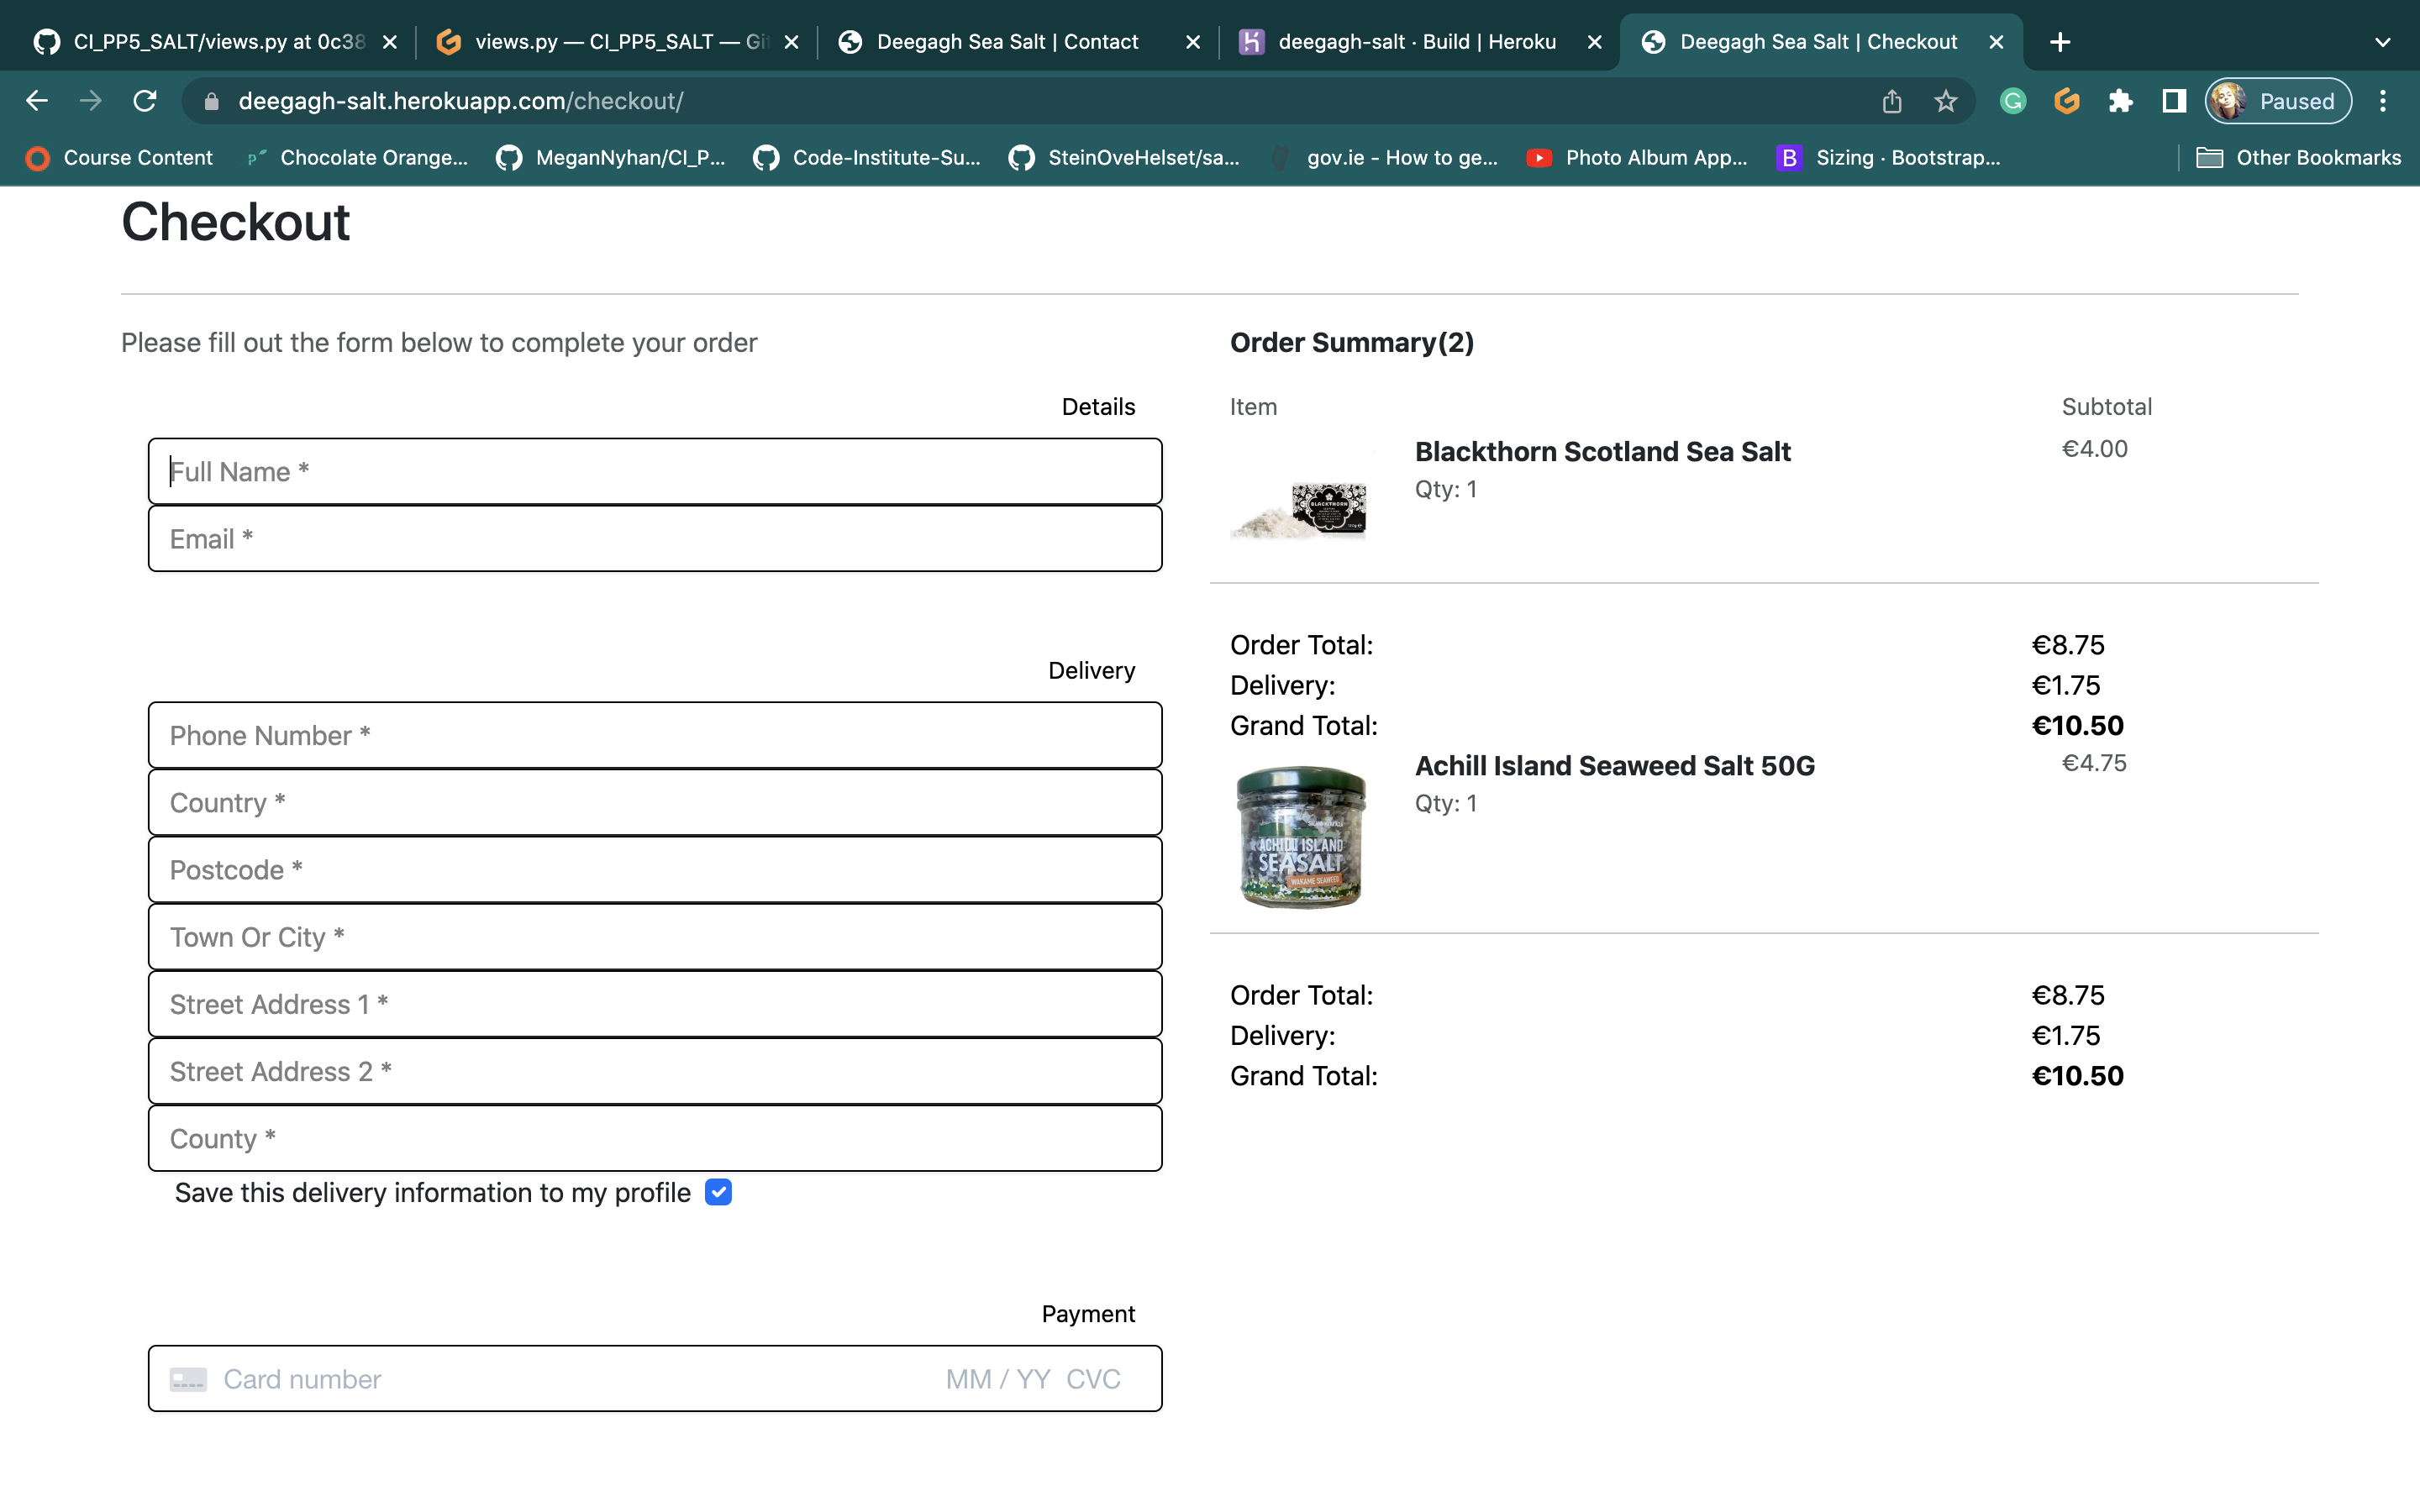 CI_PP5_SALT/views.py at 0c38
views.py — CI_PP5_SALT — Gi
Deegagh Sea Salt | Contact
deegagh-salt · Build | Heroku
Deegagh Sea Salt | Checkout
deegagh-salt.herokuapp.com/checkout/
Paused
Course Content
Chocolate Orange...
MeganNyhan/CI_P...
Code-Institute-Su...
SteinOveHelset/sa...
gov.ie - How to ge...
Photo Album App...
B Sizing · Bootstrap...
Other Bookmarks
Checkout
Please fill out the form below to complete your order
Details
Full Name *
Email *
Delivery
Phone Number *
Country *
Postcode *
Town Or City *
Street Address 1 *
Street Address 2 *
County *
Save this delivery information to my profile
Payment
Card number MM / YY CVC
Order Summary(2)
Item Subtotal
Blackthorn Scotland Sea Salt €4.00
Qty: 1
BLACKTHORN
Order Total: €8.75
Delivery: €1.75
Grand Total: €10.50
Achill Island Seaweed Salt 50G €4.75
Qty: 1
ACHILL ISLAND
SEA SALT
WAKAME SEAWEED
Order Total: €8.75
Delivery: €1.75
Grand Total: €10.50